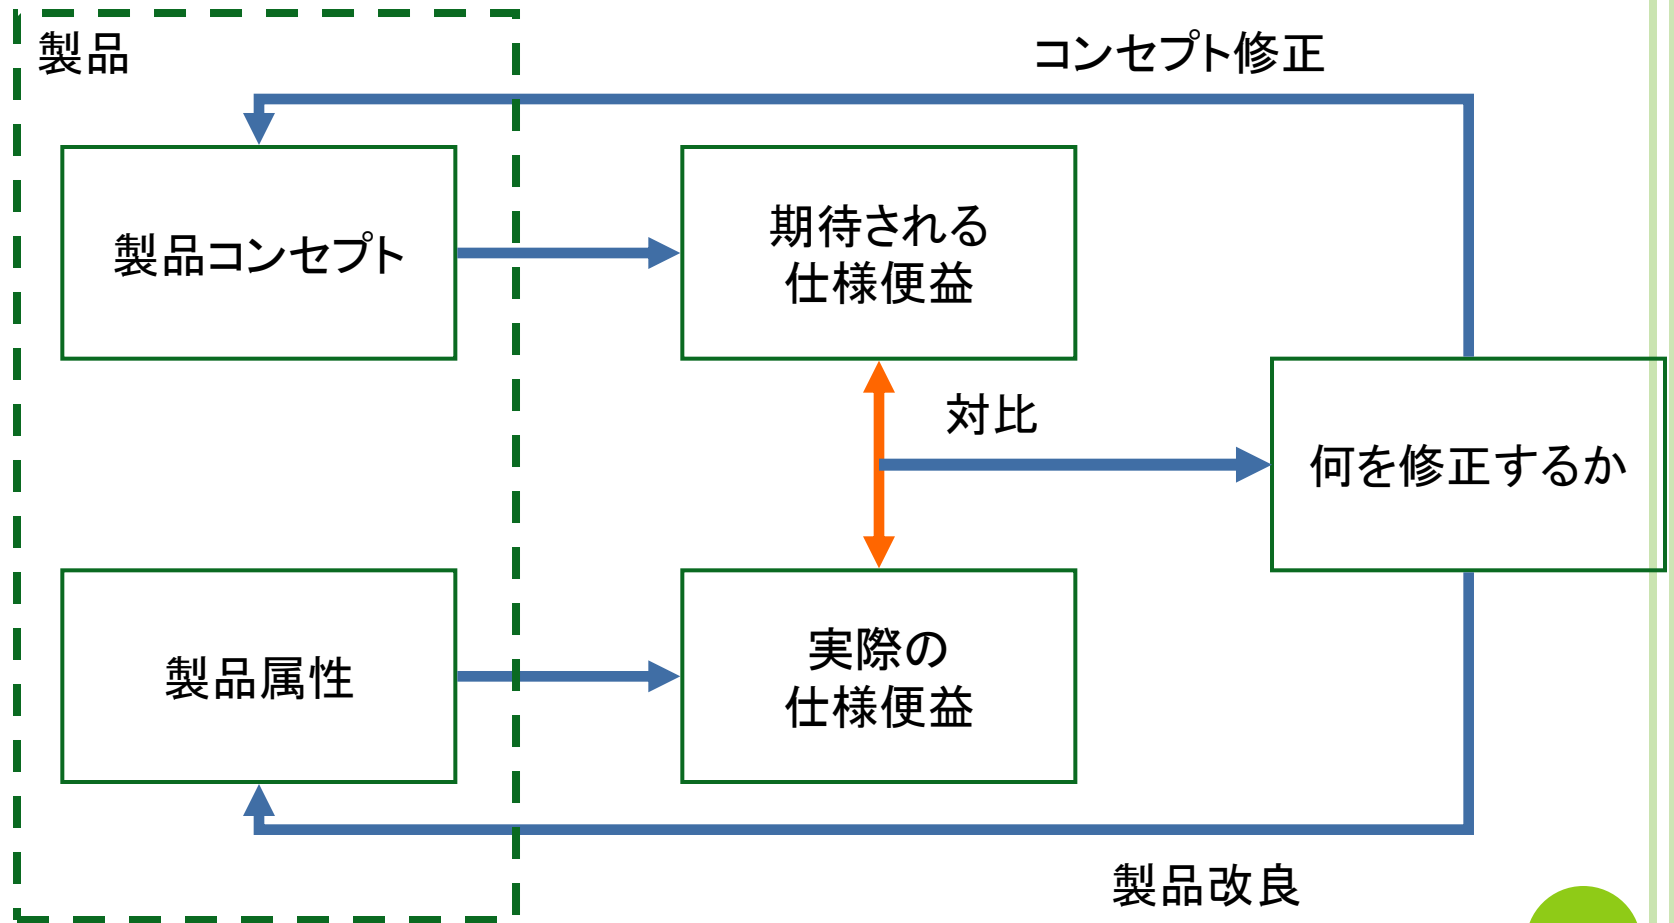 製品
コンセプト修正
製品コンセプト
期待される
仕様便益
対比
何を修正するか
製品属性
実際の
仕様便益
製品改良